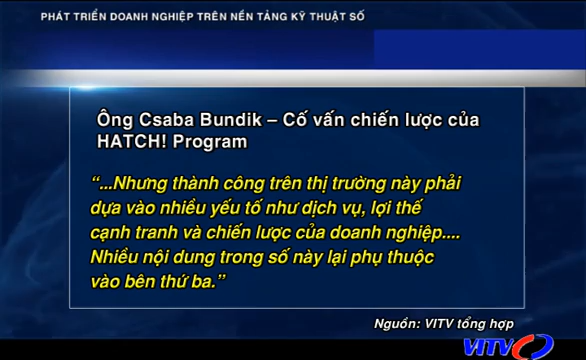 PHÁT TRIỂN DOANH NGHIỆP TRÊN NỀN TẢNG KỸ THUẬT SỐ
Ông Csaba Bundik – Cố vấn chiến lược của
HATCH! Program
“...Nhưng thành công trên thị trường này phải
dựa vào nhiều yếu tố như dịch vụ, lợi thế
cạnh tranh và chiến lược của doanh nghiệp....
Nhiều nội dung trong số này lại phụ thuộc
vào bên thứ ba.”
Nguồn: VITV tổng hợp
VITV